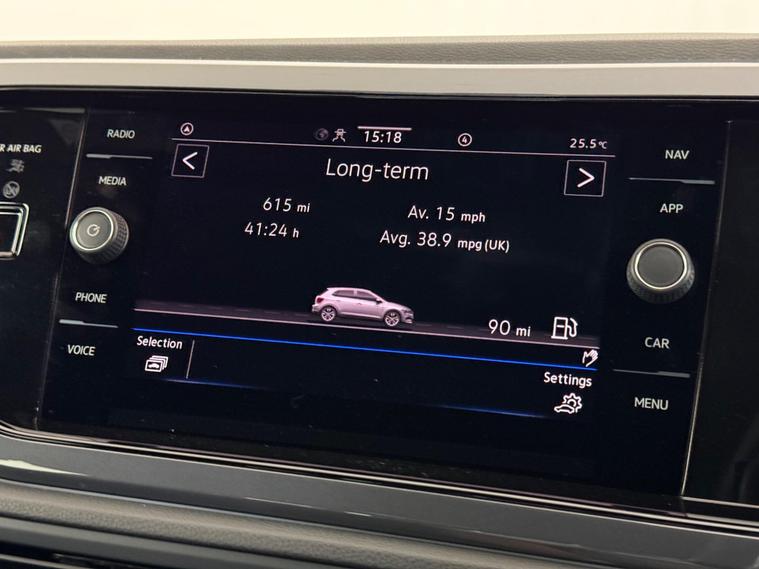 R AIR BAG
RADIO
MEDIA
PHONE
VOICE
15:18
4
25.5°C
<
Long-term
>
615 mi
Av. 15 mph
41:24 h
Avg. 38.9 mpg (UK)
90 mi
Selection
Settings
NAV
APP
CAR
MENU